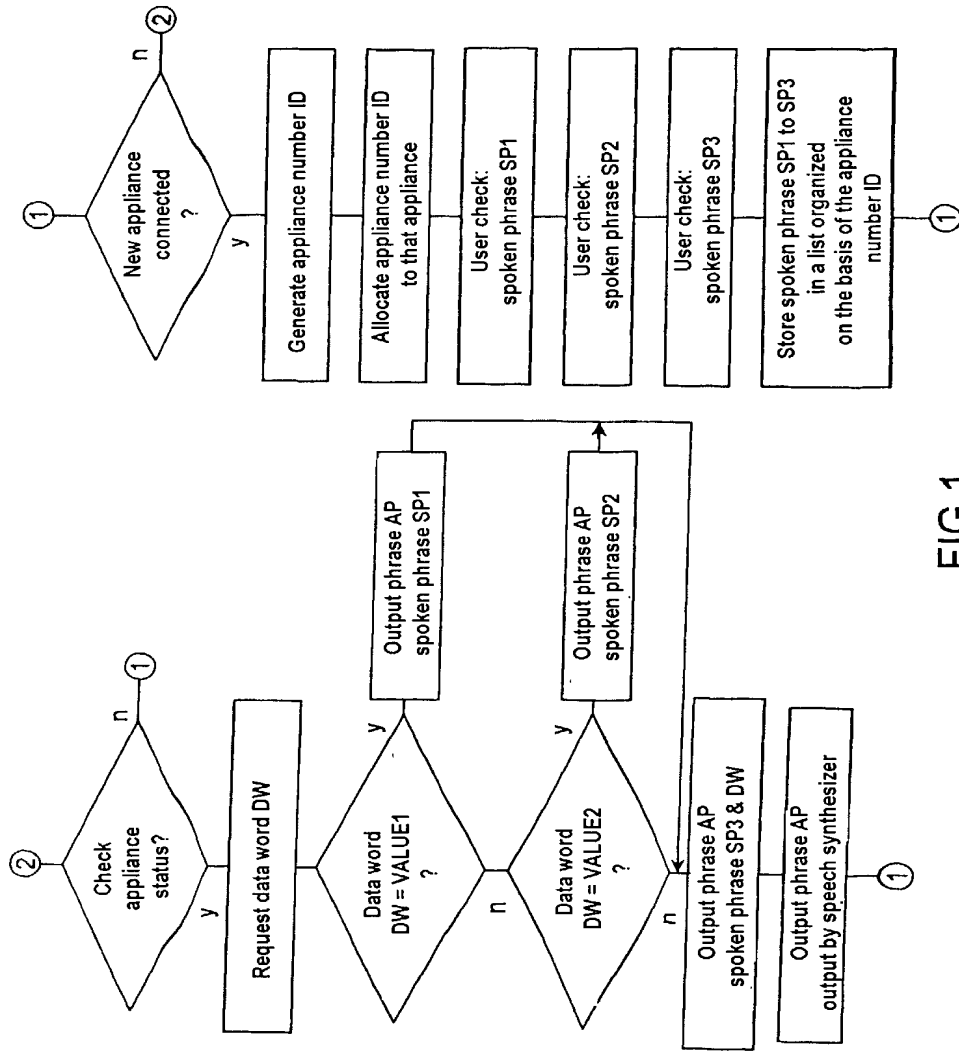 1
New appliance
connected
?
n
2
y
Generate appliance number ID
Allocate appliance number ID
to that appliance
User check:
spoken phrase SP1
User check:
spoken phrase SP2
User check:
spoken phrase SP3
Store spoken phrase SP1 to SP3
in a list organized
on the basis of the appliance
number ID
1
2
Check
appliance
status?
n
1
y
Request data word DW
Data word
DW = VALUE1
?
y
Output phrase AP
spoken phrase SP1
n
Data word
DW = VALUE2
?
y
Output phrase AP
spoken phrase SP2
n
Output phrase AP
spoken phrase SP3 & DW
Output phrase AP
output by speech synthesizer
1
FIG 1